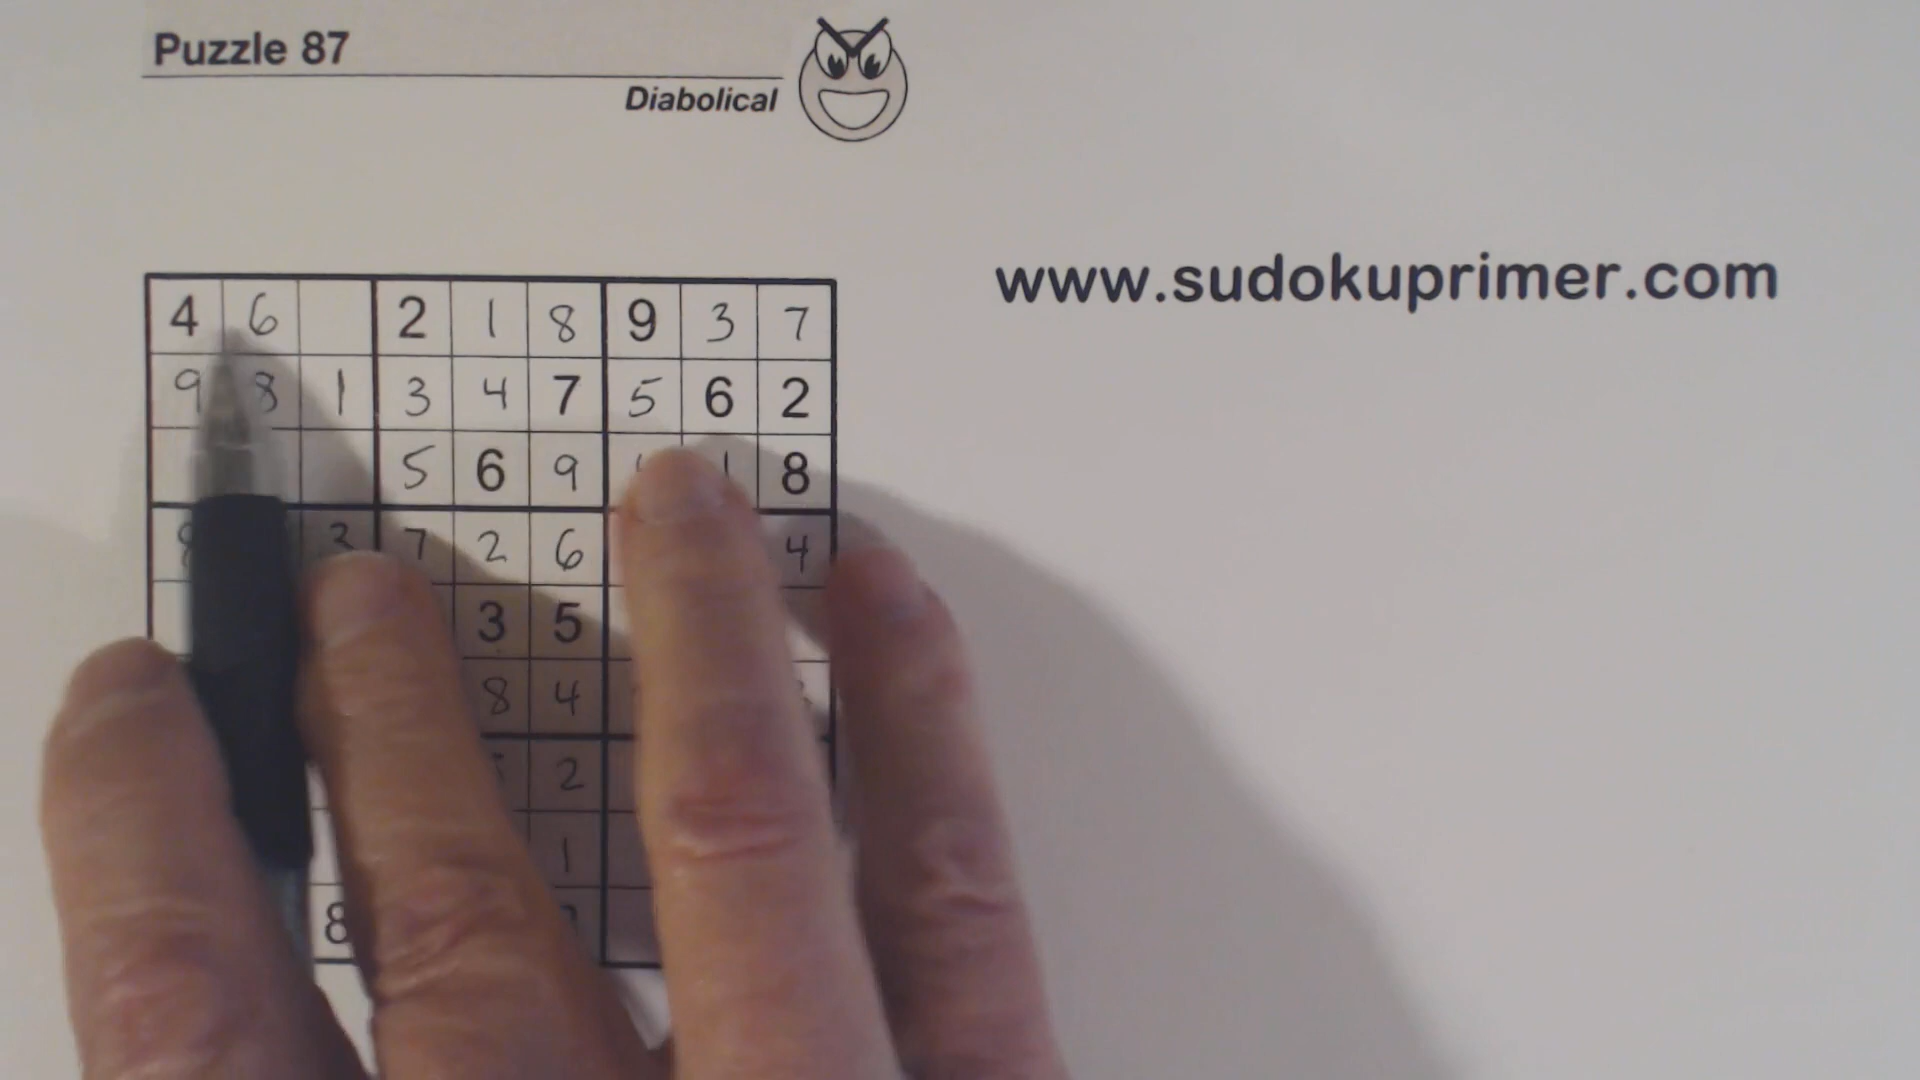 Puzzle 87
Diabolical
www.sudokuprimer.com
4 6 2 1 8 9 3 7
9 8 1 3 4 7 5 6 2
5 6 9 1 8
3 7 2 6 4
3 5
8 4
2
1
8